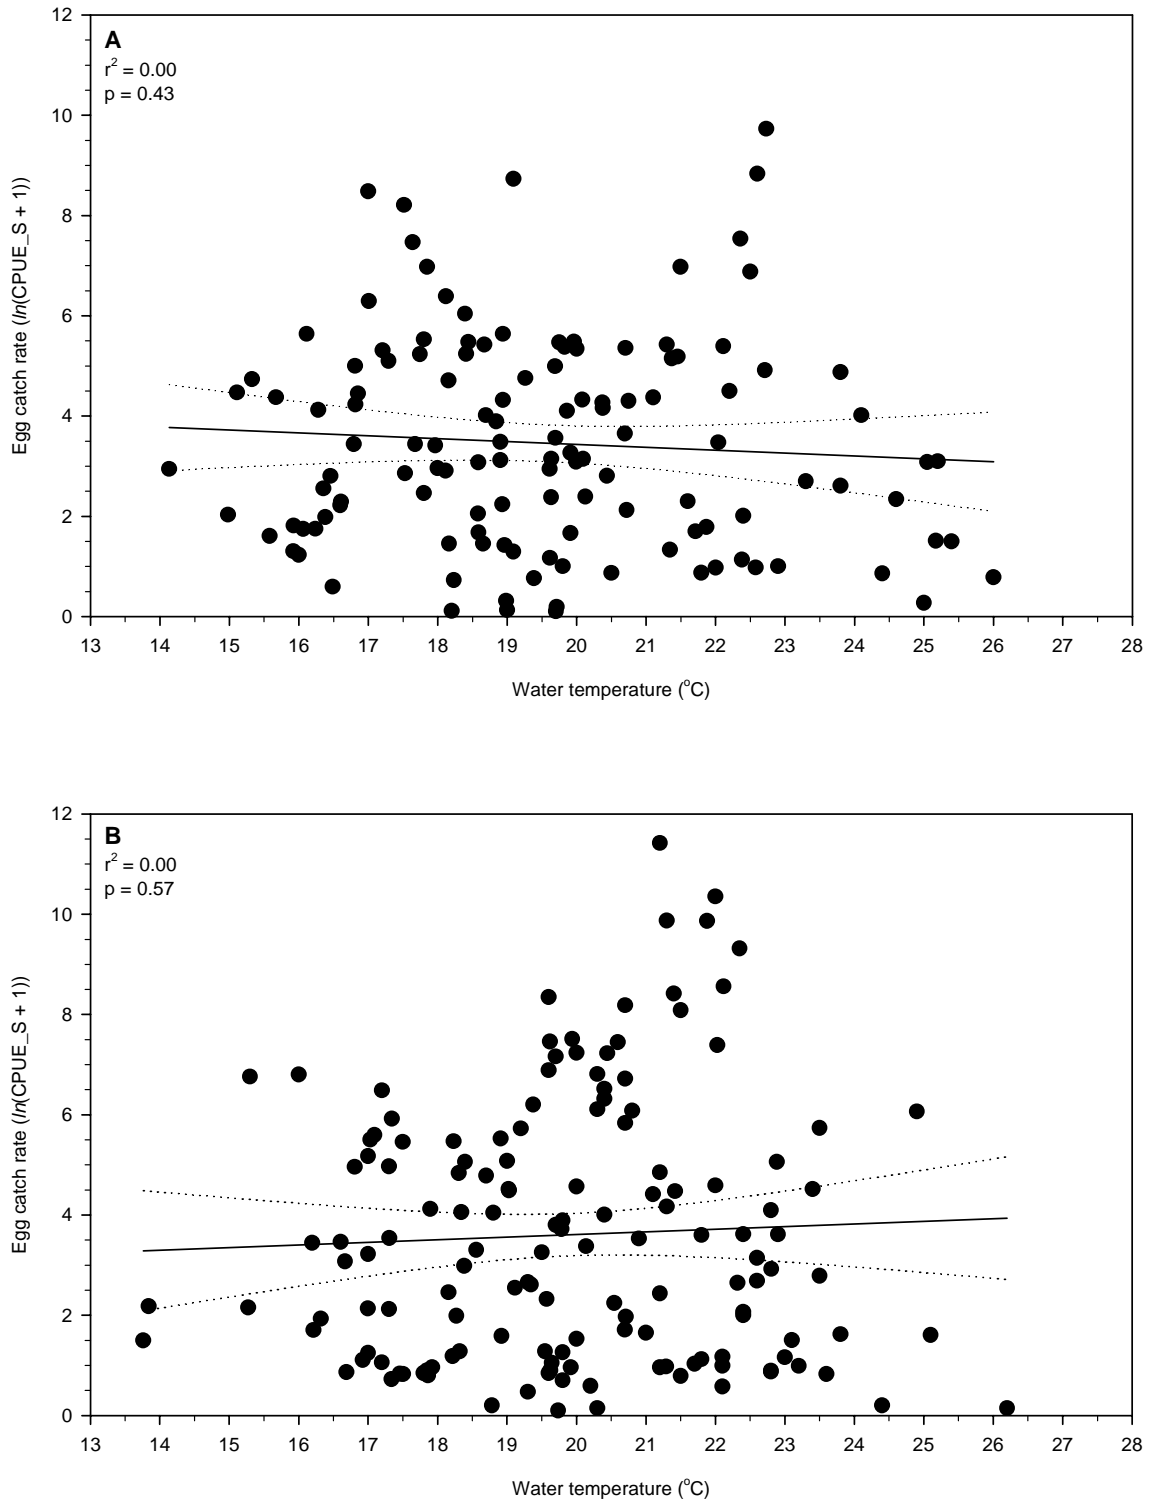 12
A
r² = 0.00
p = 0.43
10
8
6
4
2
0
Egg catch rate (ln(CPUE_S + 1))
13 14 15 16 17 18 19 20 21 22 23 24 25 26 27 28
Water temperature (°C)
12
B
r² = 0.00
p = 0.57
10
8
6
4
2
0
Egg catch rate (ln(CPUE_S + 1))
13 14 15 16 17 18 19 20 21 22 23 24 25 26 27 28
Water temperature (°C)